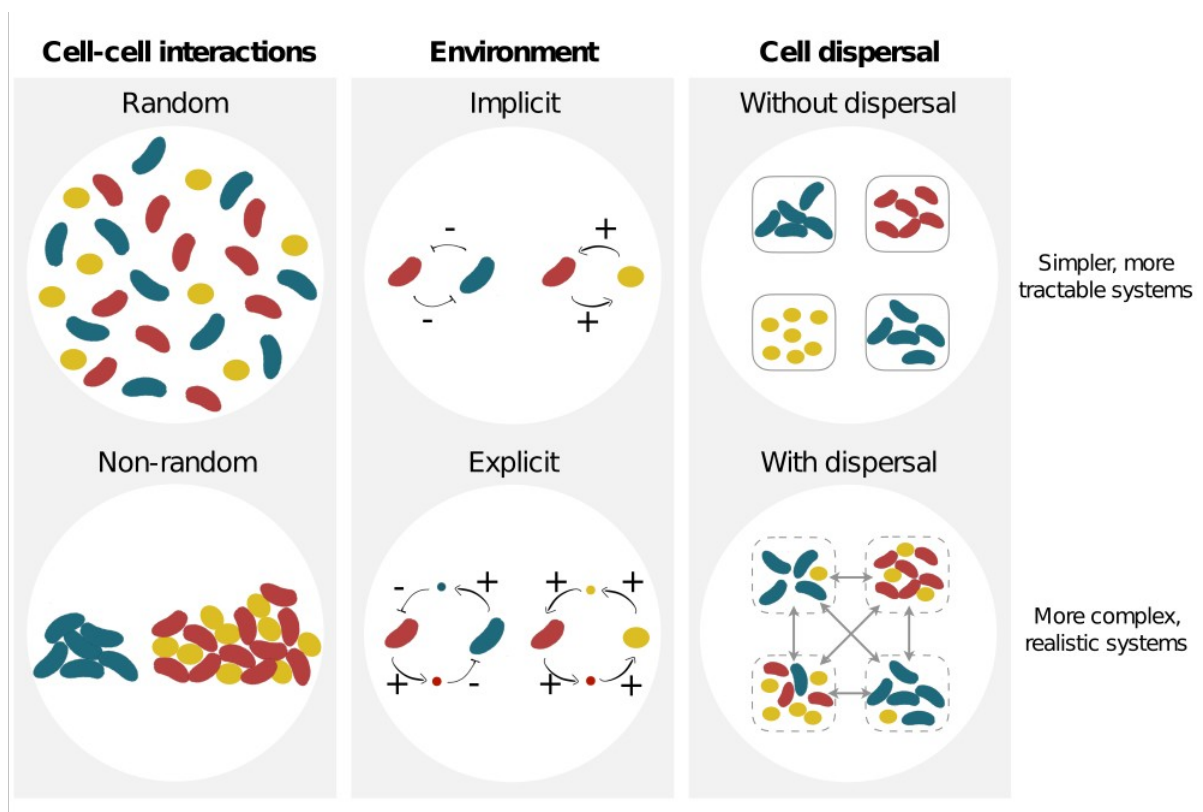 Cell-cell interactions
Environment
Cell dispersal
Random
Implicit
Without dispersal
-
-
+
+
Simpler, more
tractable systems
Non-random
Explicit
With dispersal
-
+
+
+
+
-
+
+
More complex,
realistic systems